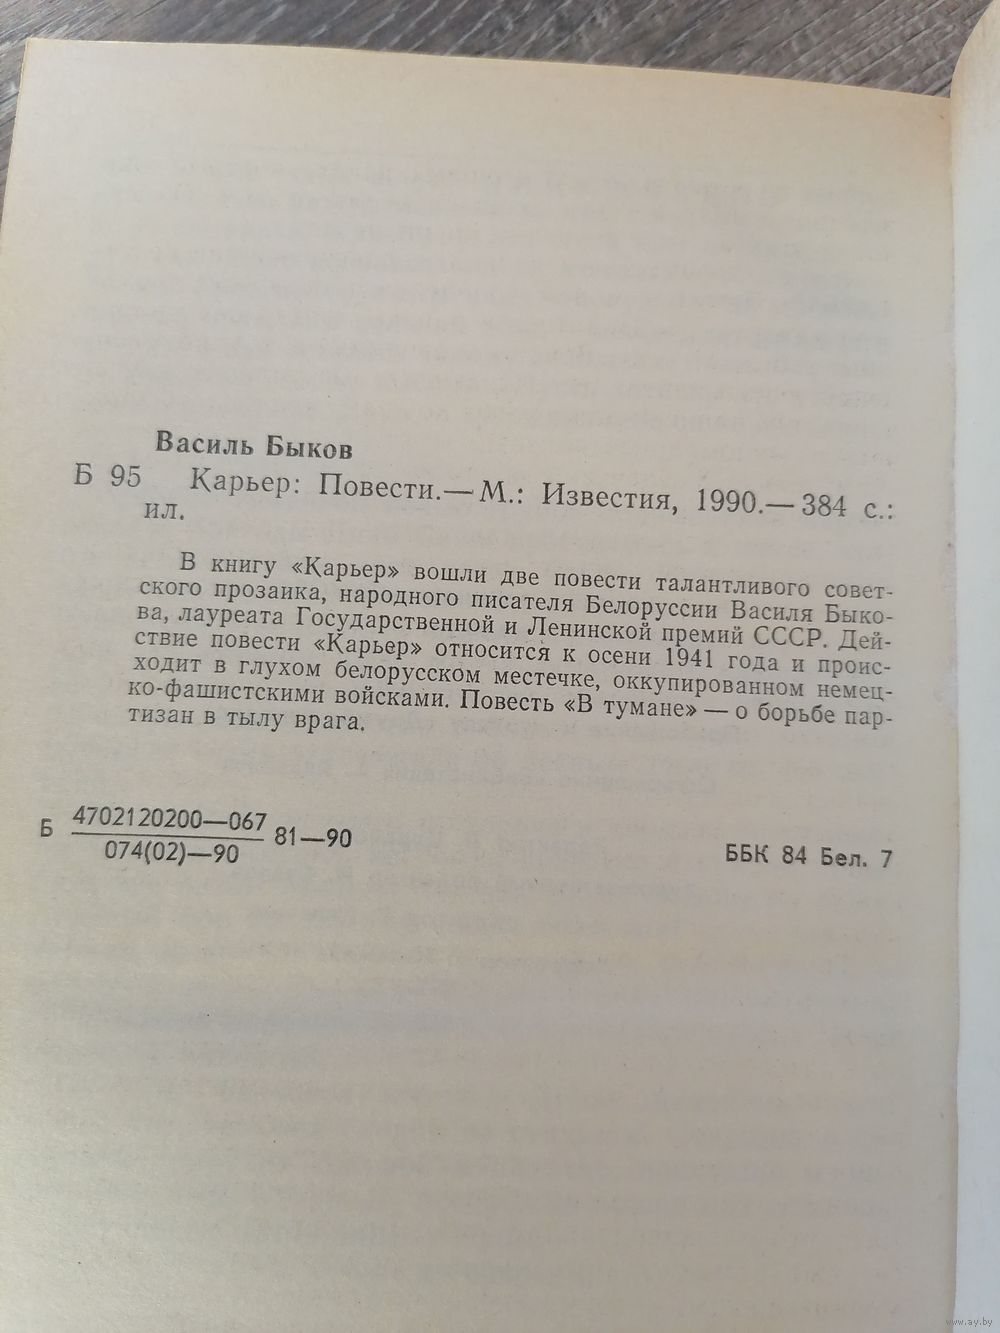 Василь Быков
Б 95 Карьер: Повести.— М.: Известия, 1990.— 384 с.:
ил.
В книгу «Карьер» вошли две повести талантливого совет-
ского прозаика, народного писателя Белоруссии Василя Быко-
ва, лауреата Государственной и Ленинской премий СССР. Дей-
ствие повести «Карьер» относится к осени 1941 года и проис-
ходит в глухом белорусском местечке, оккупированном немец-
ко-фашистскими войсками. Повесть «В тумане» — о борьбе пар-
тизан в тылу врага.
Б 4702120200—067 81—90
074(02)—90
ББК 84 Бел. 7
www.ay.by